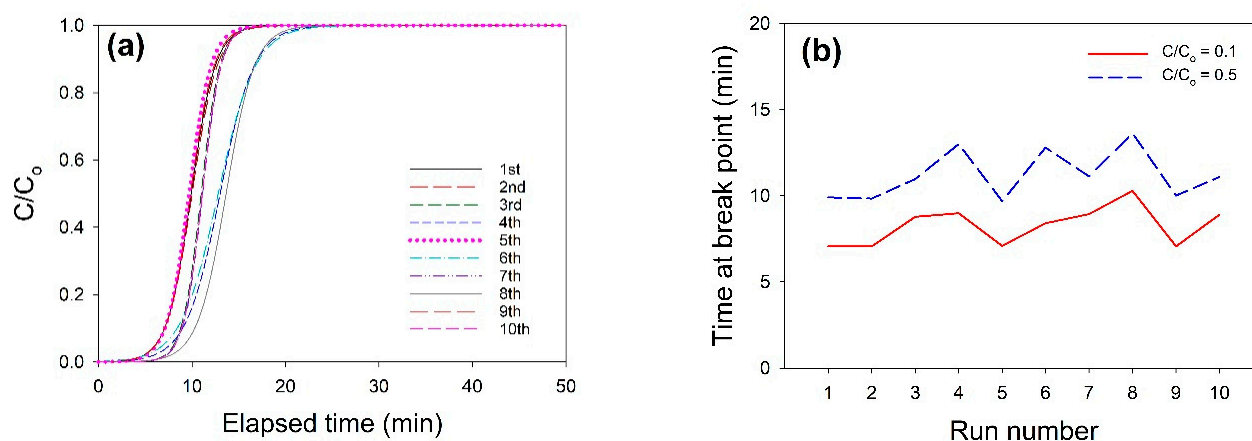 (a)
C/Co
1.0
0.8
0.6
0.4
0.2
0.0
1st
2nd
3rd
4th
5th
6th
7th
8th
9th
10th
0 10 20 30 40 50
Elapsed time (min)
(b)
Time at break point (min)
20
15
10
5
0
C/Co = 0.1
C/Co = 0.5
1 2 3 4 5 6 7 8 9 10
Run number